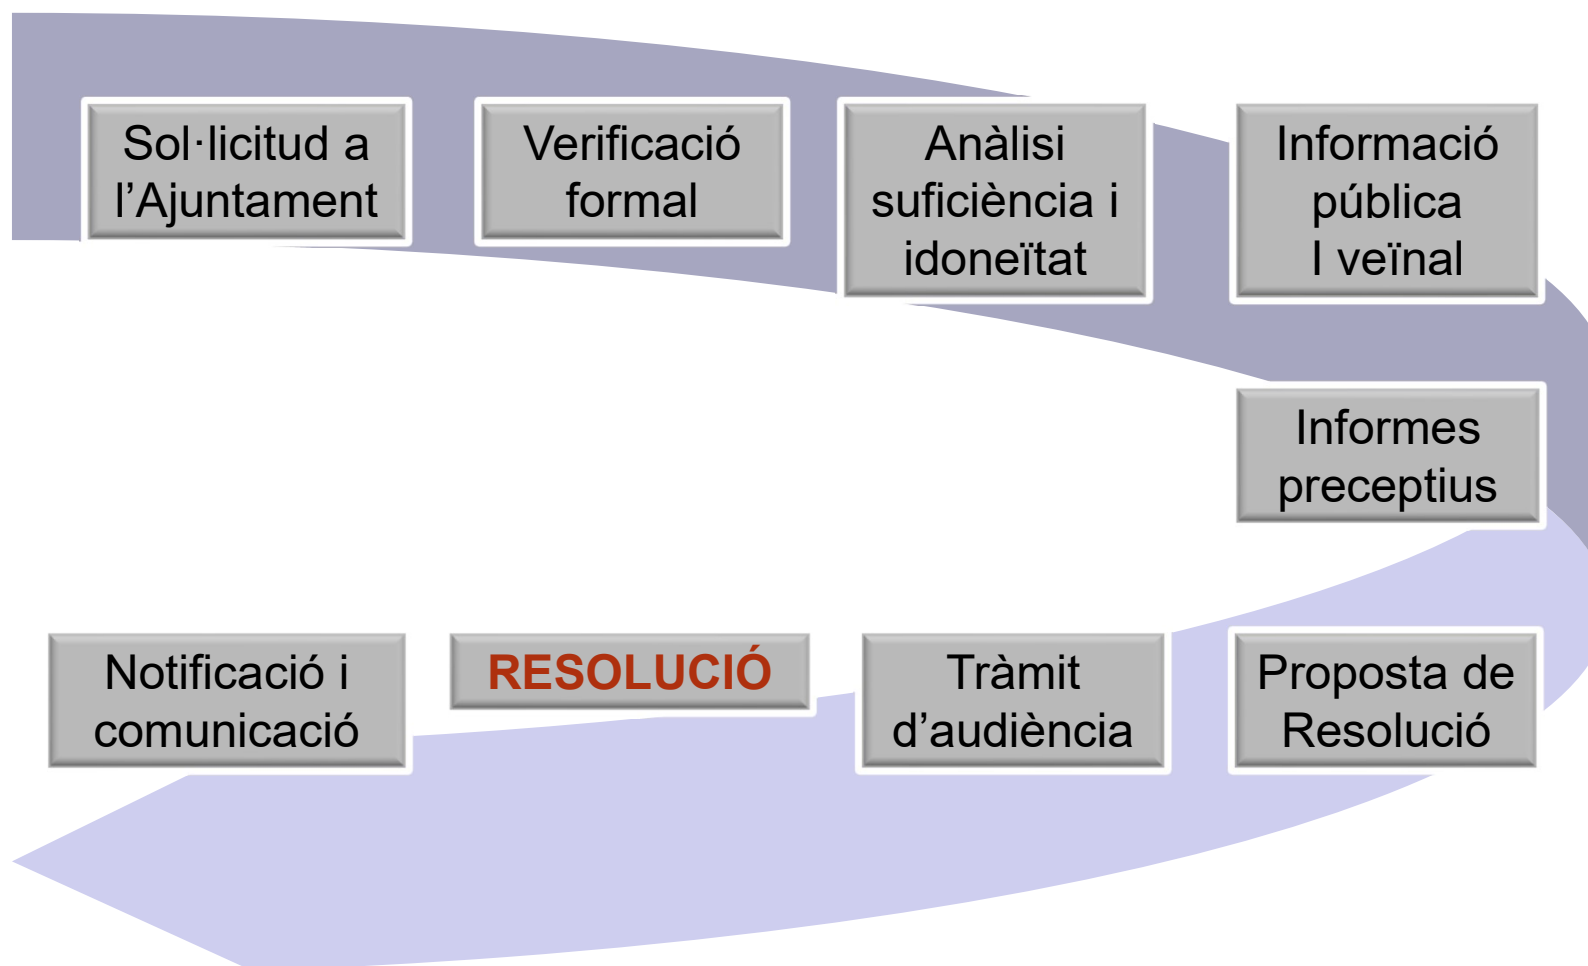 Sol·licitud a
l’Ajuntament
Verificació
formal
Anàlisi
suficiència i
idoneïtat
Informació
pública
I veïnal
Informes
preceptius
Proposta de
Resolució
Tràmit
d’audiència
RESOLUCIÓ
Notificació i
comunicació